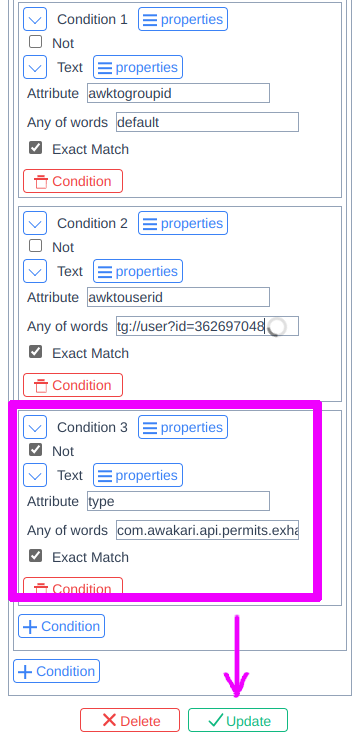 Condition 1 properties
Not
Text properties
Attribute awktogroupid
Any of words default
Exact Match
Condition
Condition 2 properties
Not
Text properties
Attribute awktouserid
Any of words tg://user?id=362697048
Exact Match
Condition
Condition 3 properties
Not
Text properties
Attribute type
Any of words com.awakari.api.permits.exha
Exact Match
Condition
Condition
Condition
Delete Update